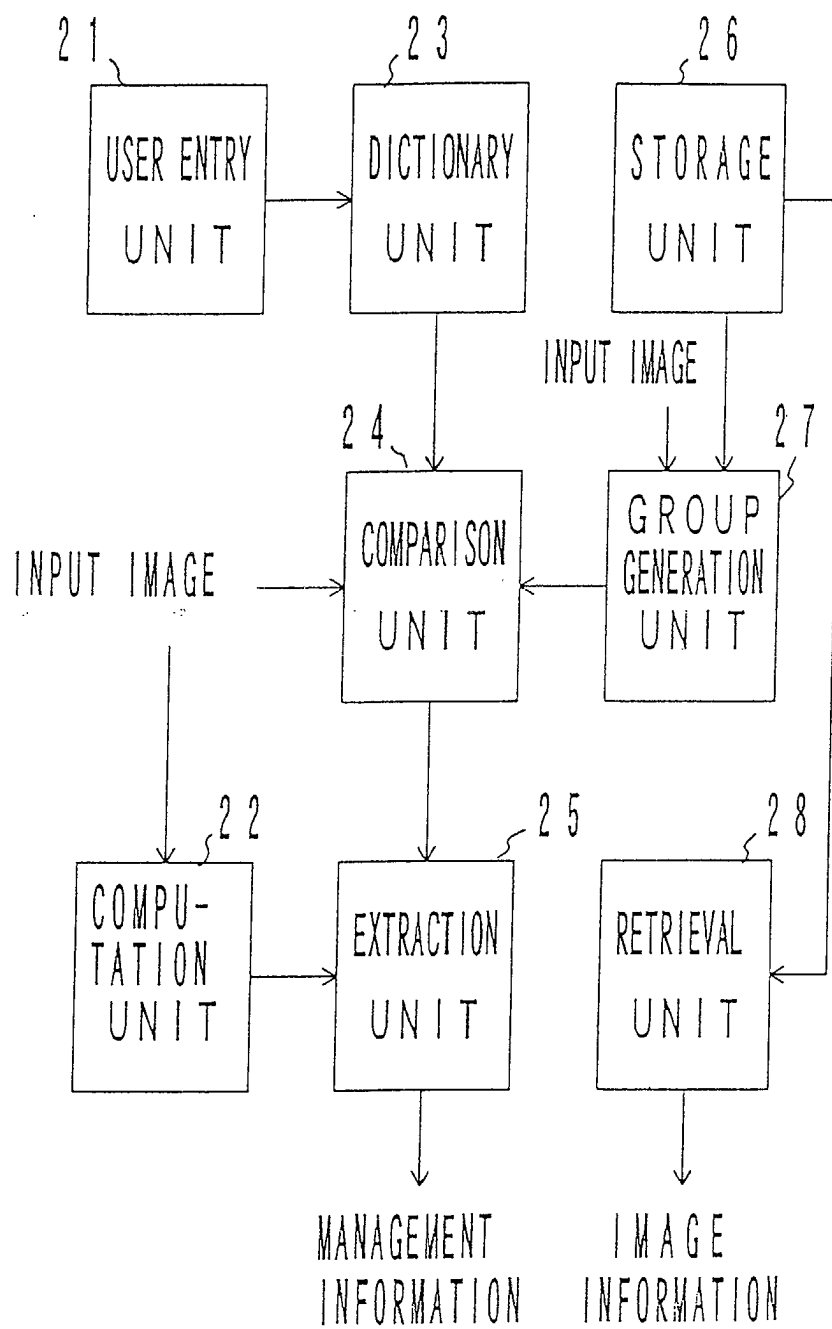 21
23
26
USER ENTRY
UNIT
DICTIONARY
UNIT
STORAGE
UNIT
INPUT IMAGE
24
27
INPUT IMAGE
COMPARISON
UNIT
GROUP
GENERATION
UNIT
22
25
28
COMPU-
TATION
UNIT
EXTRACTION
UNIT
RETRIEVAL
UNIT
MANAGEMENT
INFORMATION
IMAGE
INFORMATION